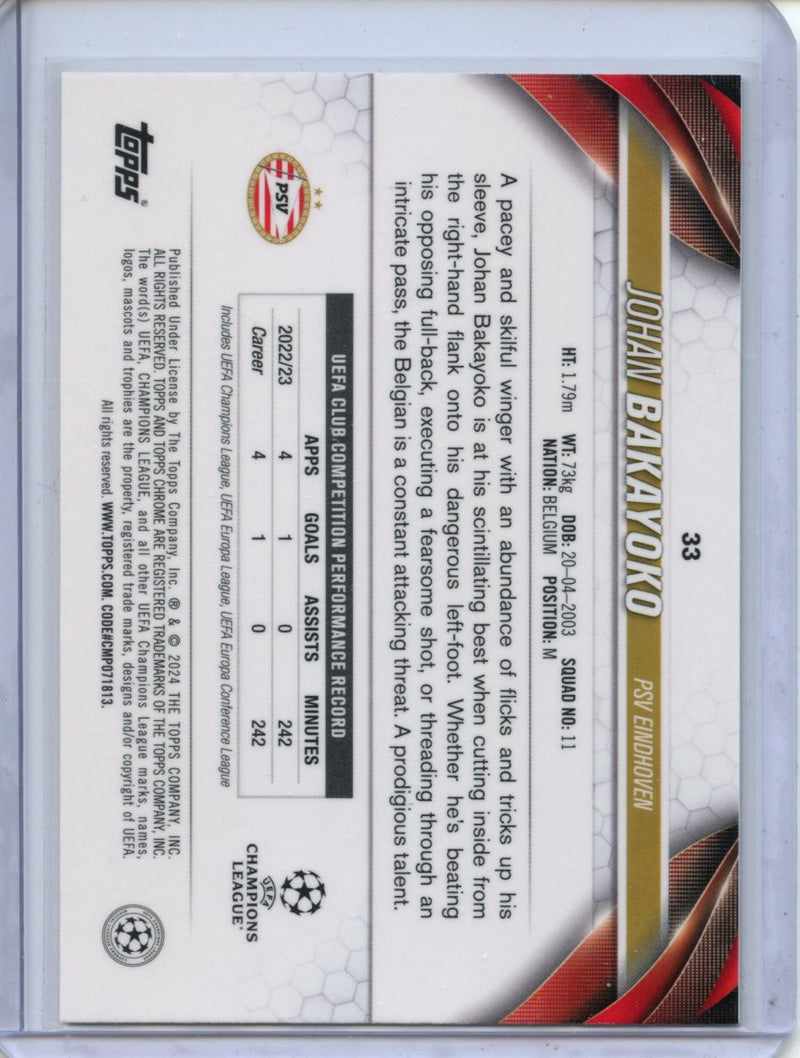 33
JOHAN BAKAYOKO PSV EINDHOVEN
HT: 1.79m WT: 73kg DOB: 20-04-2003 SQUAD NO: 11
NATION: BELGIUM POSITION: M
A pacey and skilful winger with an abundance of flicks and tricks up his
sleeve, Johan Bakayoko is at his scintillating best when cutting inside from
the right-hand flank onto his dangerous left-foot. Whether he's beating
his opposing full-back, executing a fearsome shot, or threading through an
intricate pass, the Belgian is a constant attacking threat. A prodigious talent.
PSV
UEFA CLUB COMPETITION PERFORMANCE RECORD
APPS GOALS ASSISTS MINUTES
2022/23 4 1 0 242
Career 4 1 0 242
Includes UEFA Champions League, UEFA Europa League, UEFA Europa Conference League
UEFA
CHAMPIONS
LEAGUE®
topps®
Published Under License by The Topps Company, Inc. ® & © 2024 THE TOPPS COMPANY, INC.
ALL RIGHTS RESERVED. TOPPS AND TOPPS CHROME ARE REGISTERED TRADEMARKS OF THE TOPPS COMPANY, INC.
The word(s) UEFA, CHAMPIONS LEAGUE, and all other UEFA Champions League marks, names,
logos, mascots and trophies are the property, registered trade marks, designs and/or copyright of UEFA.
All rights reserved. WWW.TOPPS.COM. CODE#CMP071813.